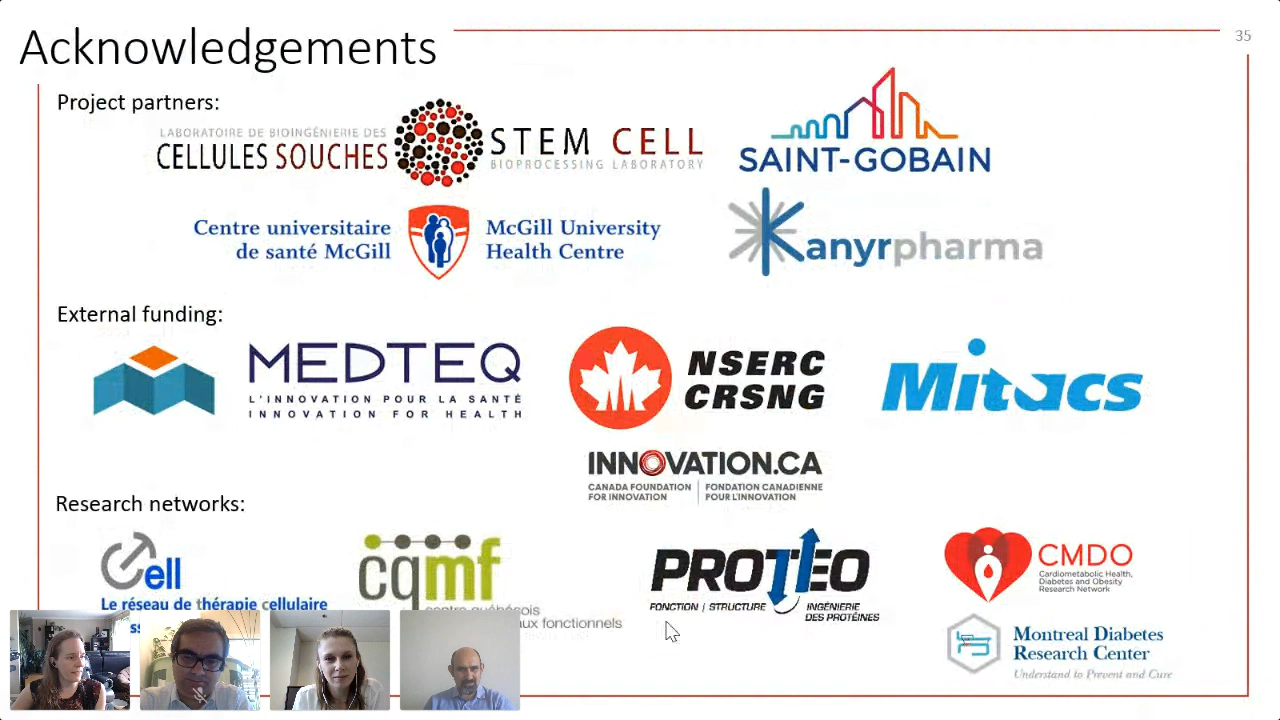 Acknowledgements
35
Project partners:
LABORATOIRE DE BIOINGÉNIERIE DES
CELLULES SOUCHES
STEM CELL
BIOPROCESSING LABORATORY
SAINT-GOBAIN
Centre universitaire
de santé McGill
McGill University
Health Centre
Kanyrpharma
External funding:
MEDTEQ
L'INNOVATION POUR LA SANTÉ
INNOVATION FOR HEALTH
NSERC
CRSNG
Mitacs
INNOVATION.CA
CANADA FOUNDATION
FOR INNOVATION
FONDATION CANADIENNE
POUR L'INNOVATION
Research networks:
Cell
Le réseau de thérapie cellulaire
cqmf
centre québécois
aux fonctionnels
PROTEO
FONCTION | STRUCTURE
INGÉNIERIE
DES PROTÉINES
CMDO
Cardiometabolic Health,
Diabetes and Obesity
Research Network
Montreal Diabetes
Research Center
Understand to Prevent and Cure